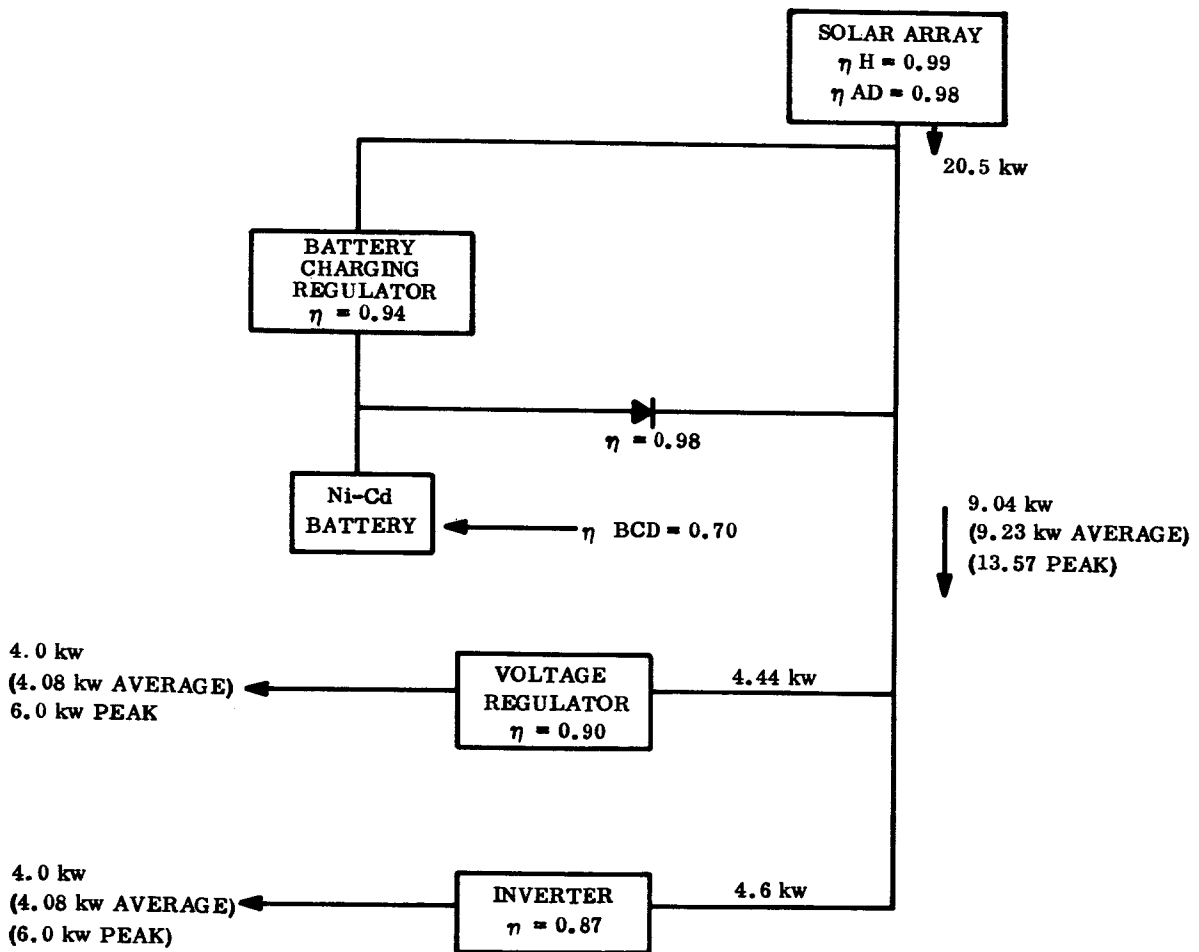 SOLAR ARRAY
η H = 0.99
η AD = 0.98
20.5 kw
BATTERY
CHARGING
REGULATOR
η = 0.94
η = 0.98
Ni-Cd
BATTERY
η BCD = 0.70
9.04 kw
(9.23 kw AVERAGE)
(13.57 PEAK)
4.0 kw
(4.08 kw AVERAGE)
6.0 kw PEAK
VOLTAGE
REGULATOR
η = 0.90
4.44 kw
4.0 kw
(4.08 kw AVERAGE)
(6.0 kw PEAK)
INVERTER
η = 0.87
4.6 kw